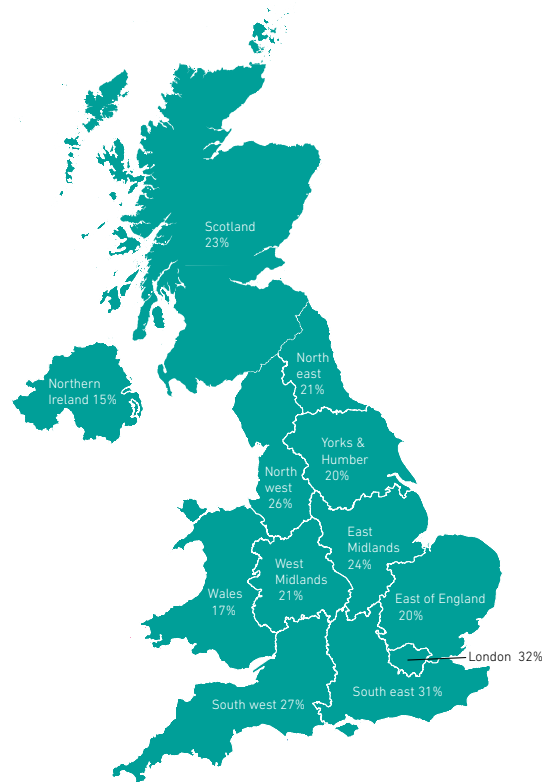 Scotland
23%
North
east
21%
Northern
Ireland 15%
Yorks &
Humber
20%
North
west
26%
East
Midlands
24%
West
Midlands
21%
Wales
17%
East of England
20%
London 32%
South east 31%
South west 27%